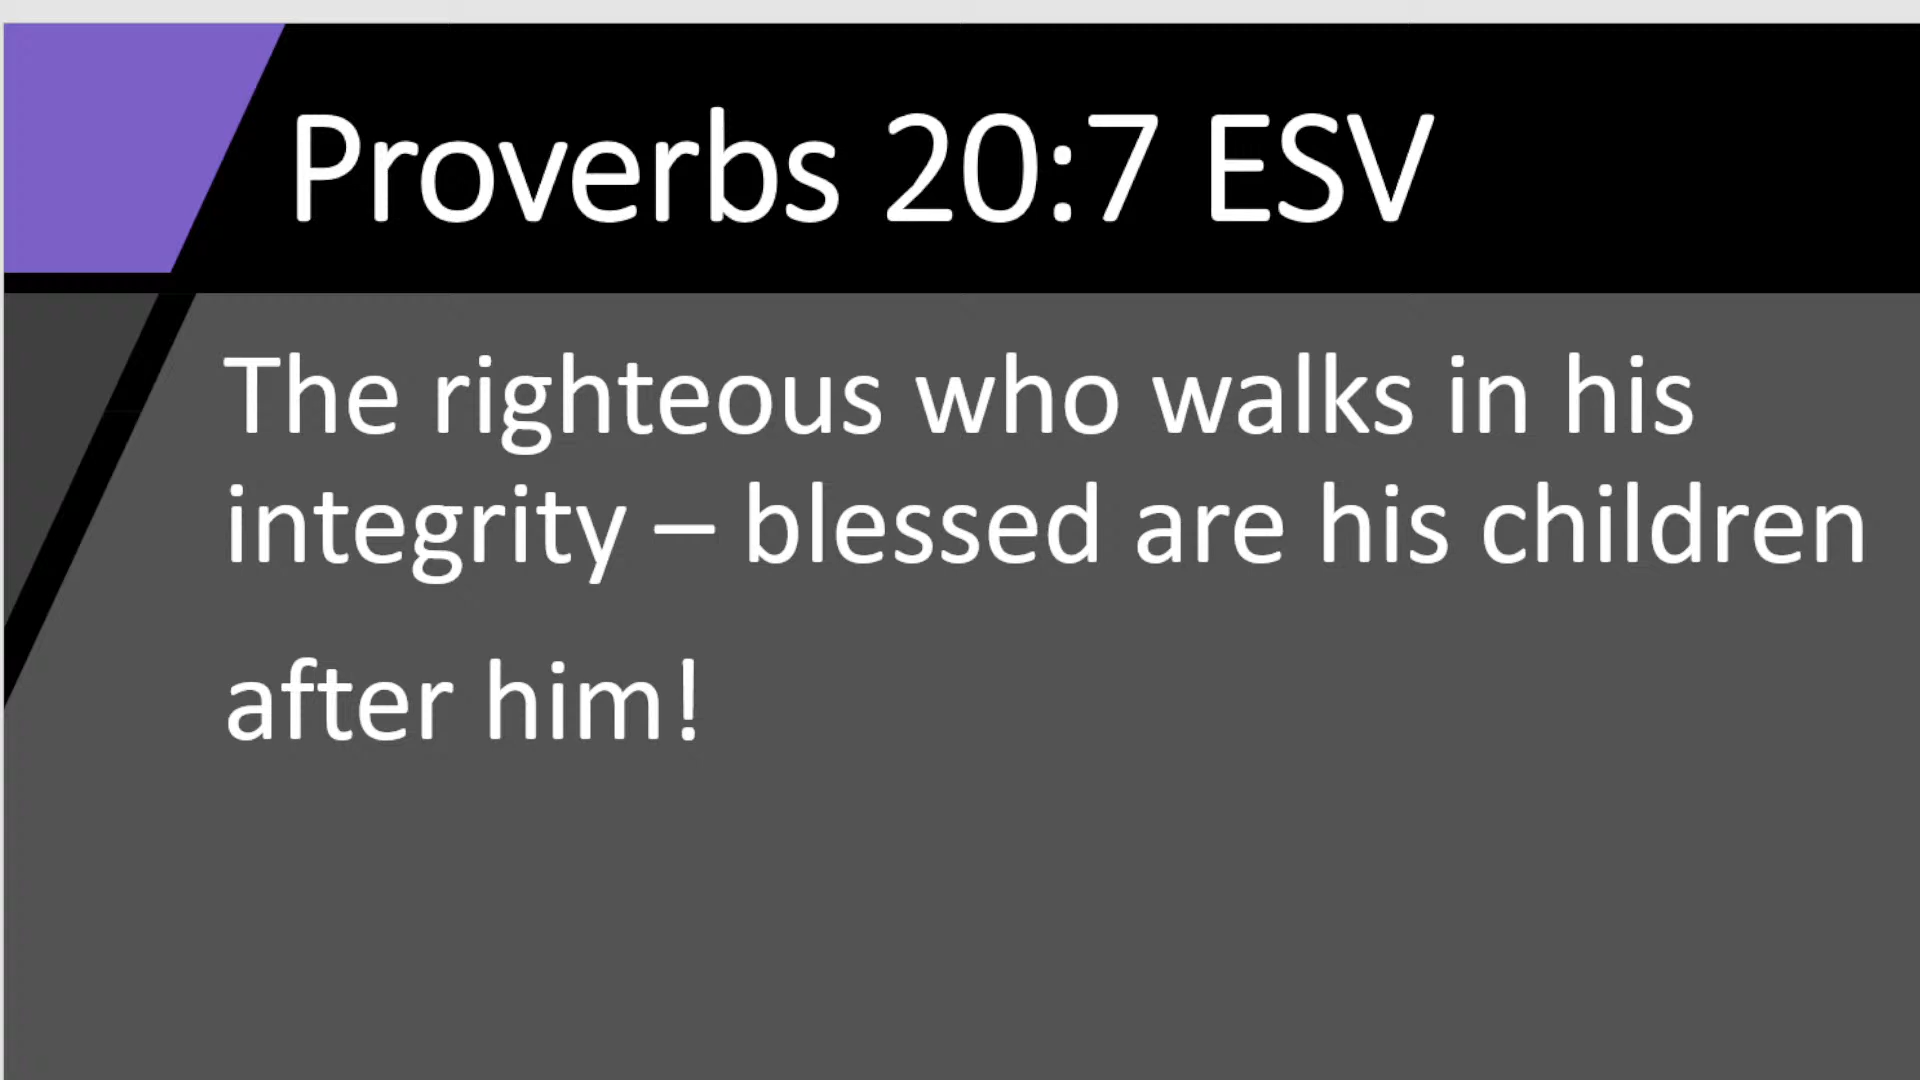 Proverbs 20:7 ESV
The righteous who walks in his
integrity – blessed are his children
after him!